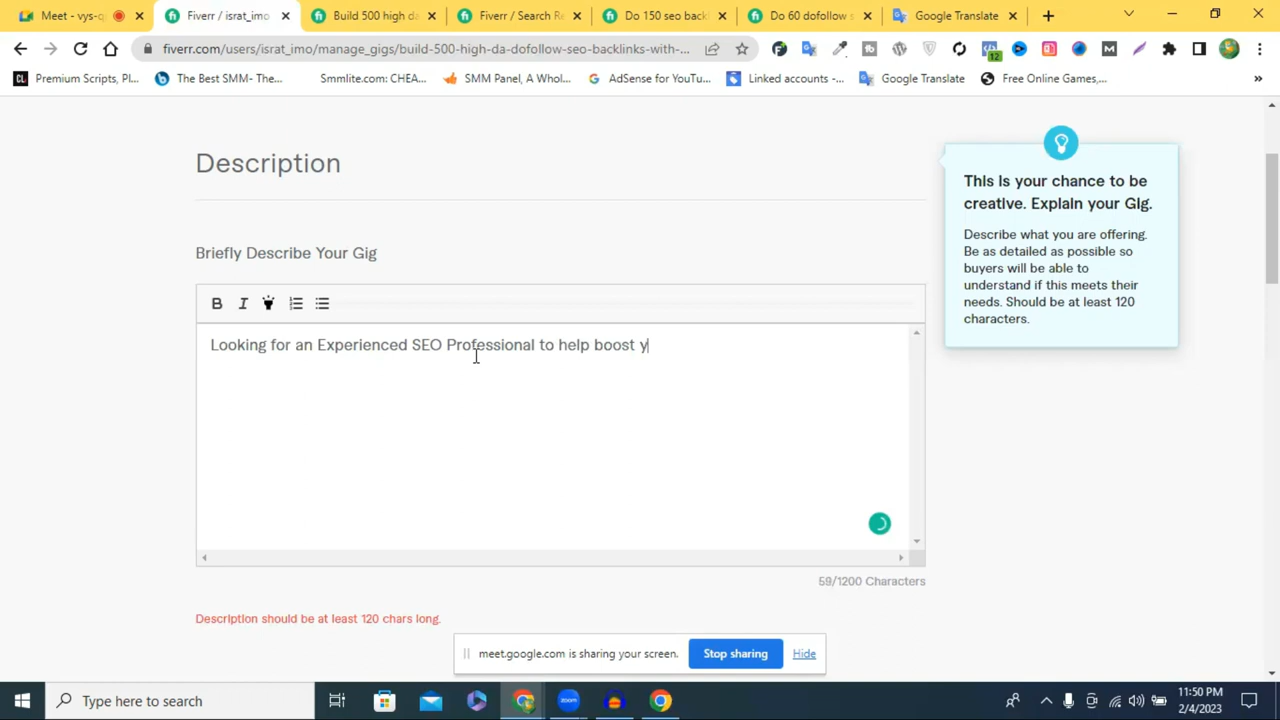 Meet - vys-q
Fiverr / israt_imo
Build 500 high da
Fiverr / Search Re
Do 150 seo back
Do 60 dofollow s
Google Translate
fiverr.com/users/israt_imo/manage_gigs/build-500-high-da-dofollow-seo-backlinks-with-...
12
Premium Scripts, Pl...
The Best SMM- The...
Smmlite.com: CHEA...
SMM Panel, A Whol...
AdSense for YouTu...
Linked accounts -...
Google Translate
Free Online Games,...
Description
Briefly Describe Your Gig
B I
Looking for an Experienced SEO Professional to help boost y
59/1200 Characters
Description should be at least 120 chars long.
This is your chance to be
creative. Explain your Gig.
Describe what you are offering.
Be as detailed as possible so
buyers will be able to
understand if this meets their
needs. Should be at least 120
characters.
meet.google.com is sharing your screen.
Stop sharing
Hide
Type here to search
11:50 PM
2/4/2023